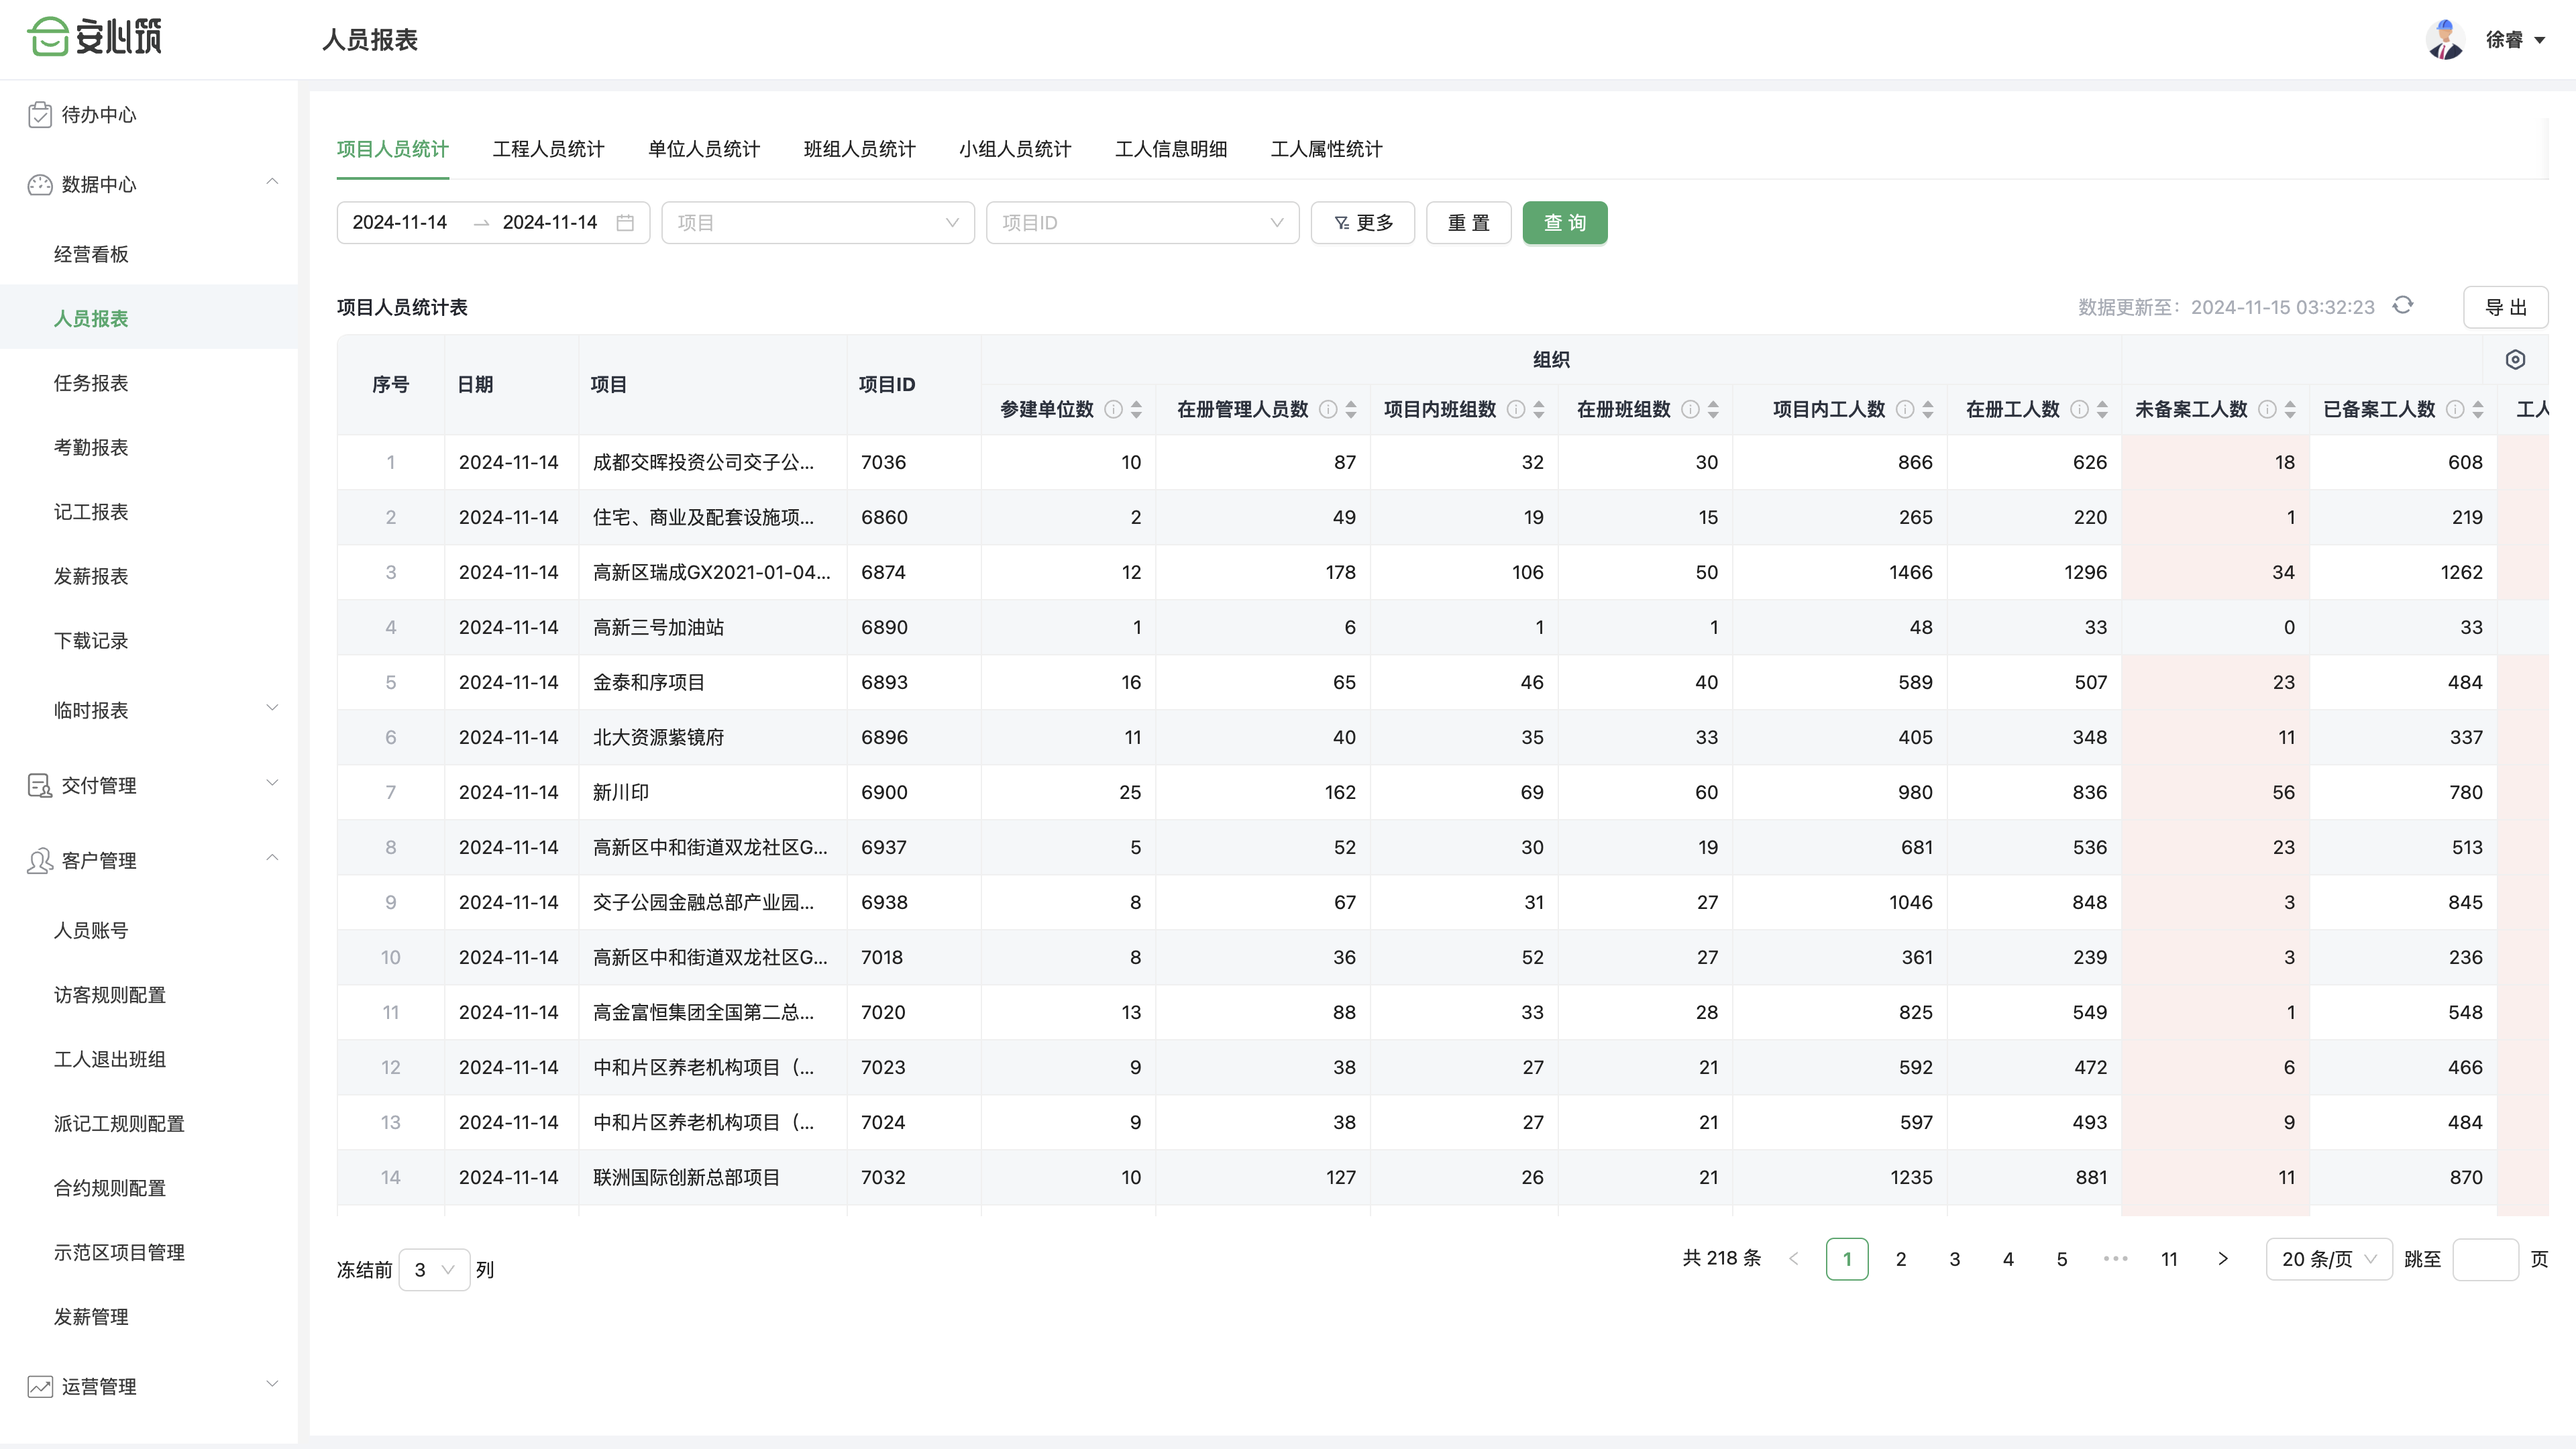 安心筑
人员报表
徐睿
待办中心
数据中心
经营看板
人员报表
任务报表
考勤报表
记工报表
发薪报表
下载记录
临时报表
交付管理
客户管理
人员账号
访客规则配置
工人退出班组
派记工规则配置
合约规则配置
示范区项目管理
发薪管理
运营管理
项目人员统计 工程人员统计 单位人员统计 班组人员统计 小组人员统计 工人信息明细 工人属性统计
2024-11-14 → 2024-11-14 项目 项目ID 更多 重 置 查 询
项目人员统计表 数据更新至：2024-11-15 03:32:23 导 出
组织
序号 日期 项目 项目ID 参建单位数 在册管理人员数 项目内班组数 在册班组数 项目内工人数 在册工人数 未备案工人数 已备案工人数 工人
1 2024-11-14 成都交晖投资公司交子公... 7036 10 87 32 30 866 626 18 608
2 2024-11-14 住宅、商业及配套设施项... 6860 2 49 19 15 265 220 1 219
3 2024-11-14 高新区瑞成GX2021-01-04... 6874 12 178 106 50 1466 1296 34 1262
4 2024-11-14 高新三号加油站 6890 1 6 1 1 48 33 0 33
5 2024-11-14 金泰和序项目 6893 16 65 46 40 589 507 23 484
6 2024-11-14 北大资源紫镜府 6896 11 40 35 33 405 348 11 337
7 2024-11-14 新川印 6900 25 162 69 60 980 836 56 780
8 2024-11-14 高新区中和街道双龙社区G... 6937 5 52 30 19 681 536 23 513
9 2024-11-14 交子公园金融总部产业园... 6938 8 67 31 27 1046 848 3 845
10 2024-11-14 高新区中和街道双龙社区G... 7018 8 36 52 27 361 239 3 236
11 2024-11-14 高金富恒集团全国第二总... 7020 13 88 33 28 825 549 1 548
12 2024-11-14 中和片区养老机构项目（... 7023 9 38 27 21 592 472 6 466
13 2024-11-14 中和片区养老机构项目（... 7024 9 38 27 21 597 493 9 484
14 2024-11-14 联洲国际创新总部项目 7032 10 127 26 21 1235 881 11 870
冻结前 3 列 共 218 条 < 1 2 3 4 5 ••• 11 > 20 条/页 跳至 页